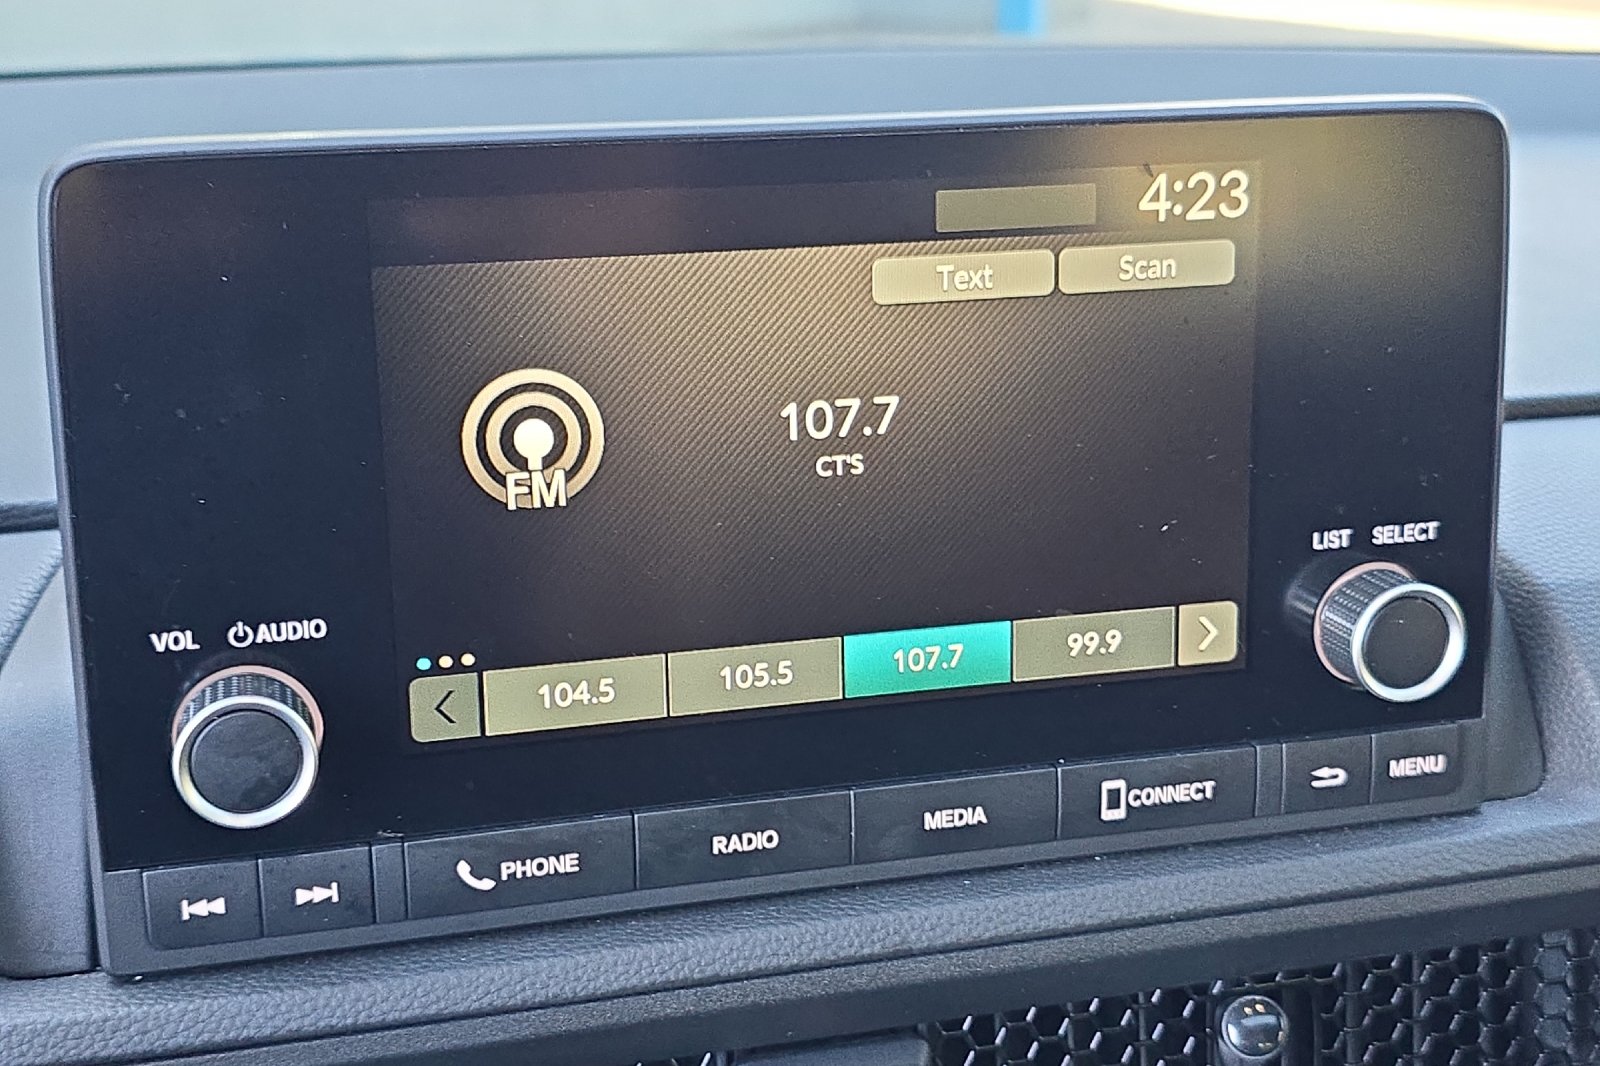 4:23
Text Scan
107.7
CT'S
FM
LIST SELECT
VOL AUDIO
104.5 105.5 107.7 99.9
PHONE RADIO MEDIA CONNECT MENU